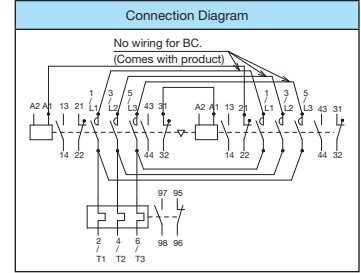 Connection Diagram
No wiring for BC.
(Comes with product)
1 3 5 1 3 5
/ / / / / /
A2 A1 13 21 L1 L2 L3 43 31 A2 A1 13 21 L1 L2 L3 43 31
14 22 44 32 14 22 44 32
97 95
2 4 6 98 96
/ / /
T1 T2 T3